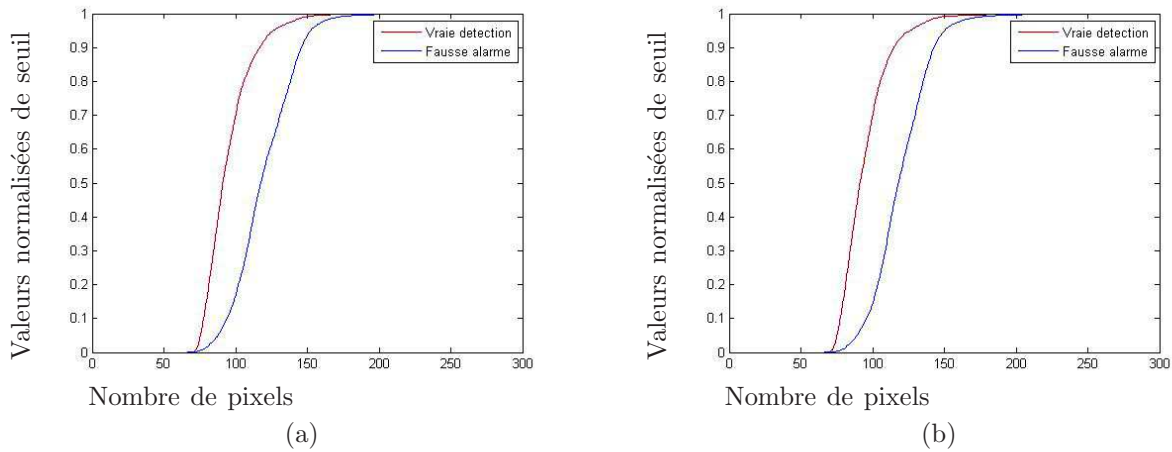 Valeurs normalisées de seuil
1
0.9
0.8
0.7
0.6
0.5
0.4
0.3
0.2
0.1
0
0 50 100 150 200 250 300
Vraie detection
Fausse alarme
Nombre de pixels
(a)
Valeurs normalisées de seuil
1
0.9
0.8
0.7
0.6
0.5
0.4
0.3
0.2
0.1
0
0 50 100 150 200 250 300
Vraie detection
Fausse alarme
Nombre de pixels
(b)